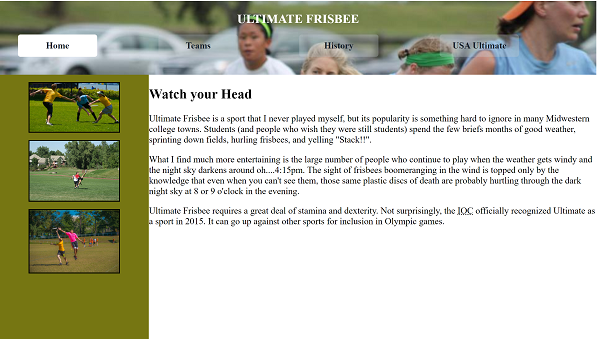 ULTIMATE FRISBEE
Home Teams History USA Ultimate
Watch your Head
Ultimate Frisbee is a sport that I never played myself, but its popularity is something hard to ignore in many Midwestern
college towns. Students (and people who wish they were still students) spend the few briefs months of good weather,
sprinting down fields, hurling frisbees, and yelling "Stack!!".
What I find much more entertaining is the large number of people who continue to play when the weather gets windy and
the night sky darkens around oh....4:15pm. The sight of frisbees boomeranging in the wind is topped only by the
knowledge that even when you can't see them, those same plastic discs of death are probably hurtling through the dark
night sky at 8 or 9 o'clock in the evening.
Ultimate Frisbee requires a great deal of stamina and dexterity. Not surprisingly, the IOC officially recognized Ultimate as
a sport in 2015. It can go up against other sports for inclusion in Olympic games.